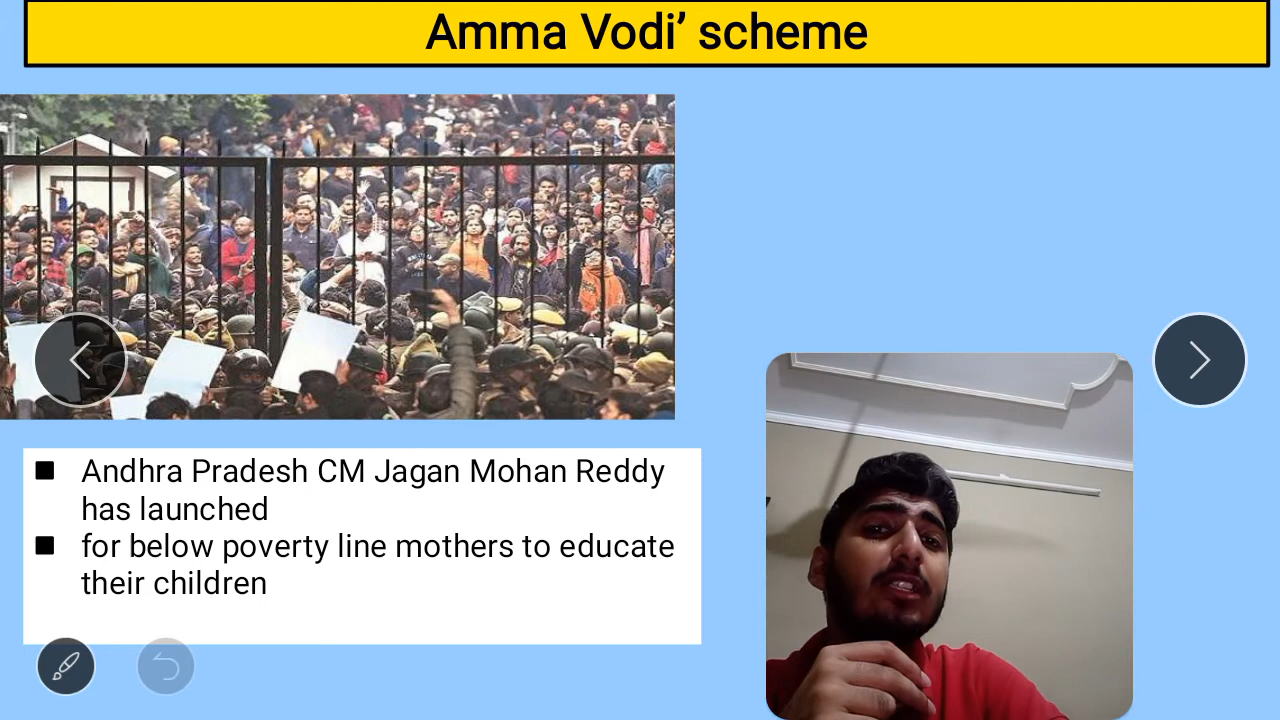 Amma Vodi’ scheme
Andhra Pradesh CM Jagan Mohan Reddy
has launched
for below poverty line mothers to educate
their children